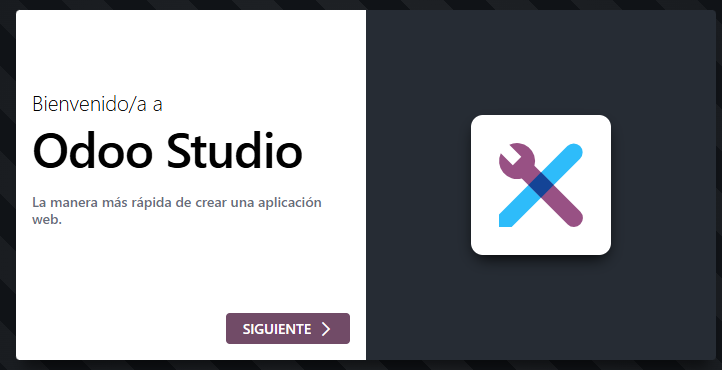 Bienvenido/a a
Odoo Studio
La manera más rápida de crear una aplicación
web.
SIGUIENTE